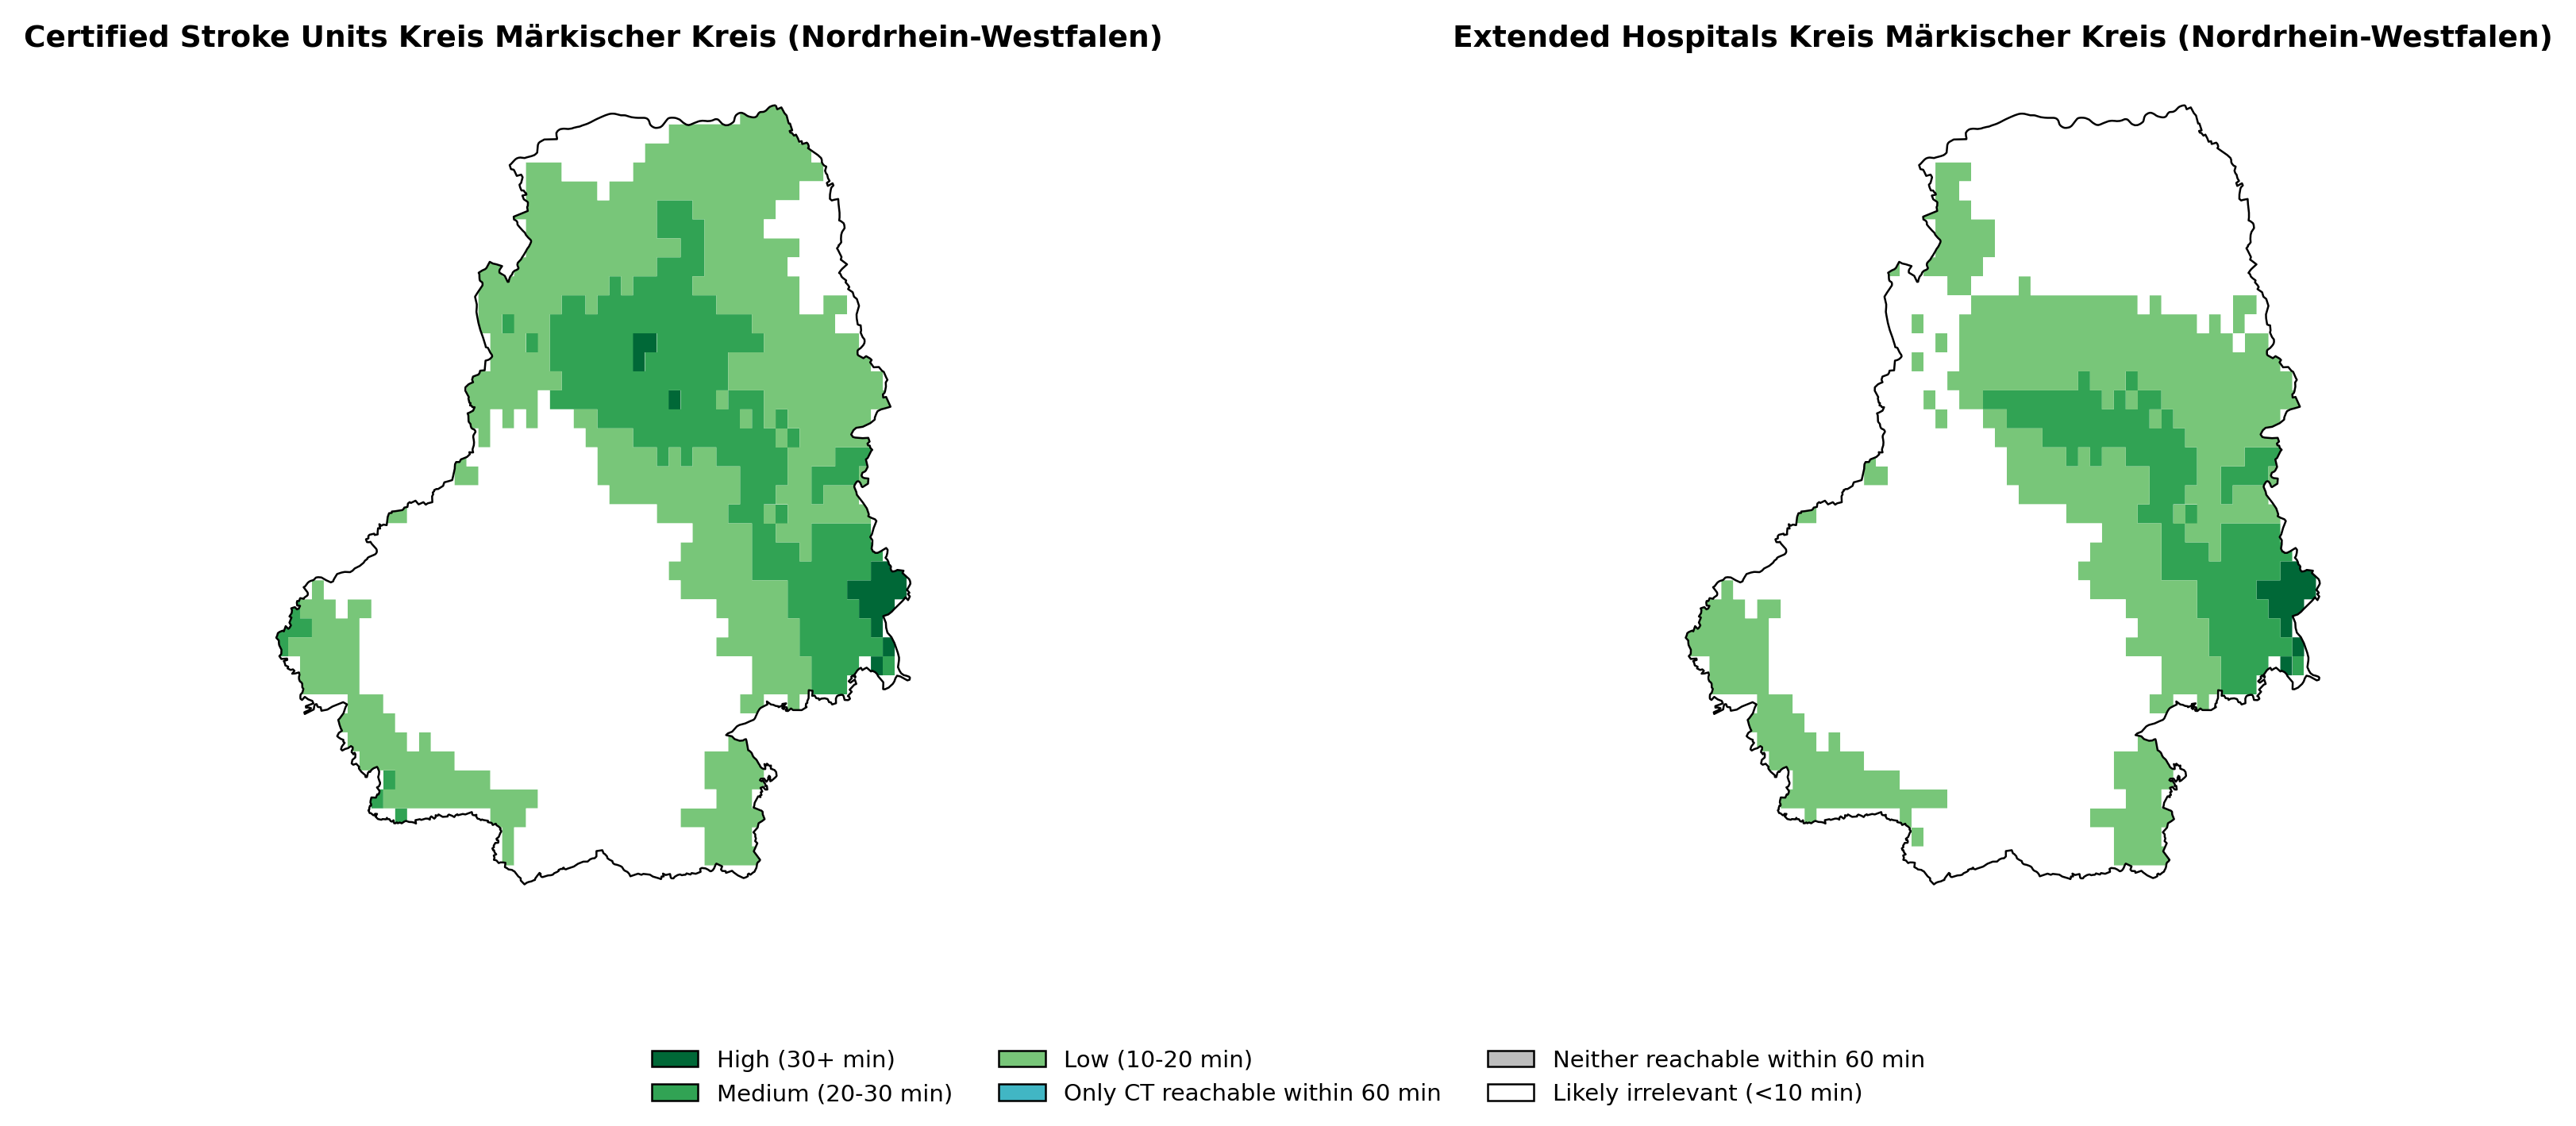 Certified Stroke Units Kreis Märkischer Kreis (Nordrhein-Westfalen)
Extended Hospitals Kreis Märkischer Kreis (Nordrhein-Westfalen)
High (30+ min)
Medium (20-30 min)
Low (10-20 min)
Only CT reachable within 60 min
Neither reachable within 60 min
Likely irrelevant (<10 min)